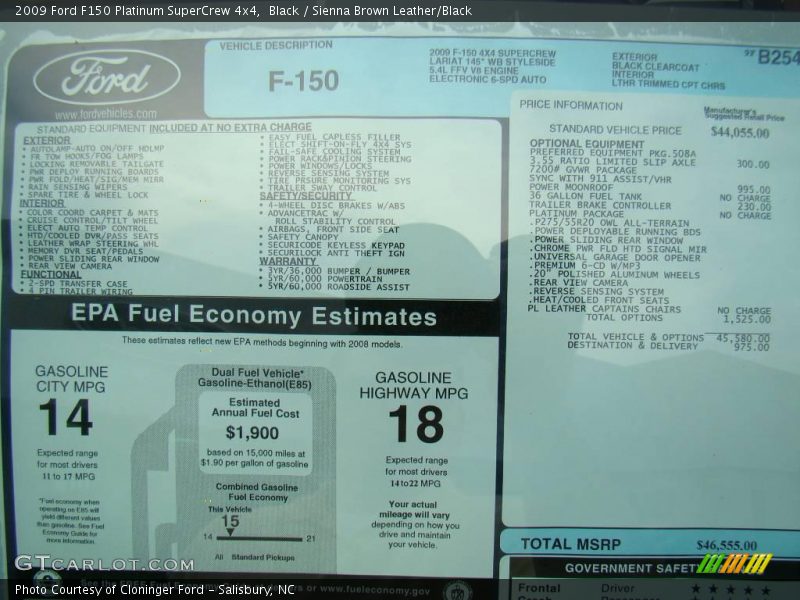 2009 Ford F150 Platinum SuperCrew 4x4, Black / Sienna Brown Leather/Black
Ford
www.fordvehicles.com
VEHICLE DESCRIPTION
F-150
2009 F-150 4X4 SUPERCREW
LARIAT 145" WB STYLESIDE
5.4L FFV V8 ENGINE
ELECTRONIC 6-SPD AUTO
EXTERIOR
BLACK CLEARCOAT
INTERIOR
LTHR TRIMMED CPT CHRS
B254
STANDARD EQUIPMENT INCLUDED AT NO EXTRA CHARGE
EXTERIOR
• AUTOLAMP-AUTO ON/OFF HDLMP
• FR TOW HOOKS/FOG LAMPS
• LOCKING REMOVABLE TAILGATE
• PWR DEPLOY RUNNING BOARDS
• PWR FOLD/HEAT/SIG/MEM MIRR
• RAIN SENSING WIPERS
• SPARE TIRE & WHEEL LOCK
INTERIOR
• COLOR COORD CARPET & MATS
• CRUISE CONTROL/TILT WHEEL
• ELECT AUTO TEMP CONTROL
• HTD/COOLED DVR/PASS SEATS
• LEATHER WRAP STEERING WHL
• MEMORY DVR SEAT/PEDALS
• POWER SLIDING REAR WINDOW
• REAR VIEW CAMERA
FUNCTIONAL
• 2-SPD TRANSFER CASE
• 4 PIN TRAILER WIRING
• EASY FUEL CAPLESS FILLER
• ELECT SHIFT-ON-FLY 4X4 SYS
• FAIL-SAFE COOLING SYSTEM
• POWER RACK&PINION STEERING
• POWER WINDOWS/LOCKS
• REVERSE SENSING SYSTEM
• TIRE PRSURE MONITORING SYS
• TRAILER SWAY CONTROL
SAFETY/SECURITY
• 4-WHEEL DISC BRAKES W/ABS
• ADVANCETRAC W/
ROLL STABILITY CONTROL
• AIRBAGS, FRONT SIDE SEAT
• SAFETY CANOPY
• SECURICODE KEYLESS KEYPAD
• SECURILOCK ANTI THEFT IGN
WARRANTY
• 3YR/36,000 BUMPER / BUMPER
• 5YR/60,000 POWERTRAIN
• 5YR/60,000 ROADSIDE ASSIST
PRICE INFORMATION
Manufacturer's
Suggested Retail Price
STANDARD VEHICLE PRICE $44,055.00
OPTIONAL EQUIPMENT
PREFERRED EQUIPMENT PKG.508A
3.55 RATIO LIMITED SLIP AXLE 300.00
7200# GVWR PACKAGE
SYNC WITH 911 ASSIST/VHR
POWER MOONROOF 995.00
36 GALLON FUEL TANK NO CHARGE
TRAILER BRAKE CONTROLLER 230.00
PLATINUM PACKAGE NO CHARGE
.P275/55R20 OWL ALL-TERRAIN
.POWER DEPLOYABLE RUNNING BDS
.POWER SLIDING REAR WINDOW
.CHROME PWR FLD HTD SIGNAL MIR
.UNIVERSAL GARAGE DOOR OPENER
.PREMIUM 6-CD W/MP3
.20" POLISHED ALUMINUM WHEELS
.REAR VIEW CAMERA
.REVERSE SENSING SYSTEM
.HEAT/COOLED FRONT SEATS
PL LEATHER CAPTAINS CHAIRS NO CHARGE
TOTAL OPTIONS 1,525.00
TOTAL VEHICLE & OPTIONS 45,580.00
DESTINATION & DELIVERY 975.00
EPA Fuel Economy Estimates
These estimates reflect new EPA methods beginning with 2008 models.
GASOLINE
CITY MPG
14
Expected range
for most drivers
11 to 17 MPG
*Fuel economy when
operating on E85 will
yield different values
than gasoline. See Fuel
Economy Guide for
more information.
Dual Fuel Vehicle*
Gasoline-Ethanol(E85)
Estimated
Annual Fuel Cost
$1,900
based on 15,000 miles at
$1.90 per gallon of gasoline
Combined Gasoline
Fuel Economy
This Vehicle
15
14 21
All Standard Pickups
GASOLINE
HIGHWAY MPG
18
Expected range
for most drivers
14 to 22 MPG
Your actual
mileage will vary
depending on how you
drive and maintain
your vehicle.
TOTAL MSRP $46,555.00
GOVERNMENT SAFETY
Frontal Driver ★★★★★
GTCARLOT.COM
or www.fueleconomy.gov
Photo Courtesy of Cloninger Ford - Salisbury, NC